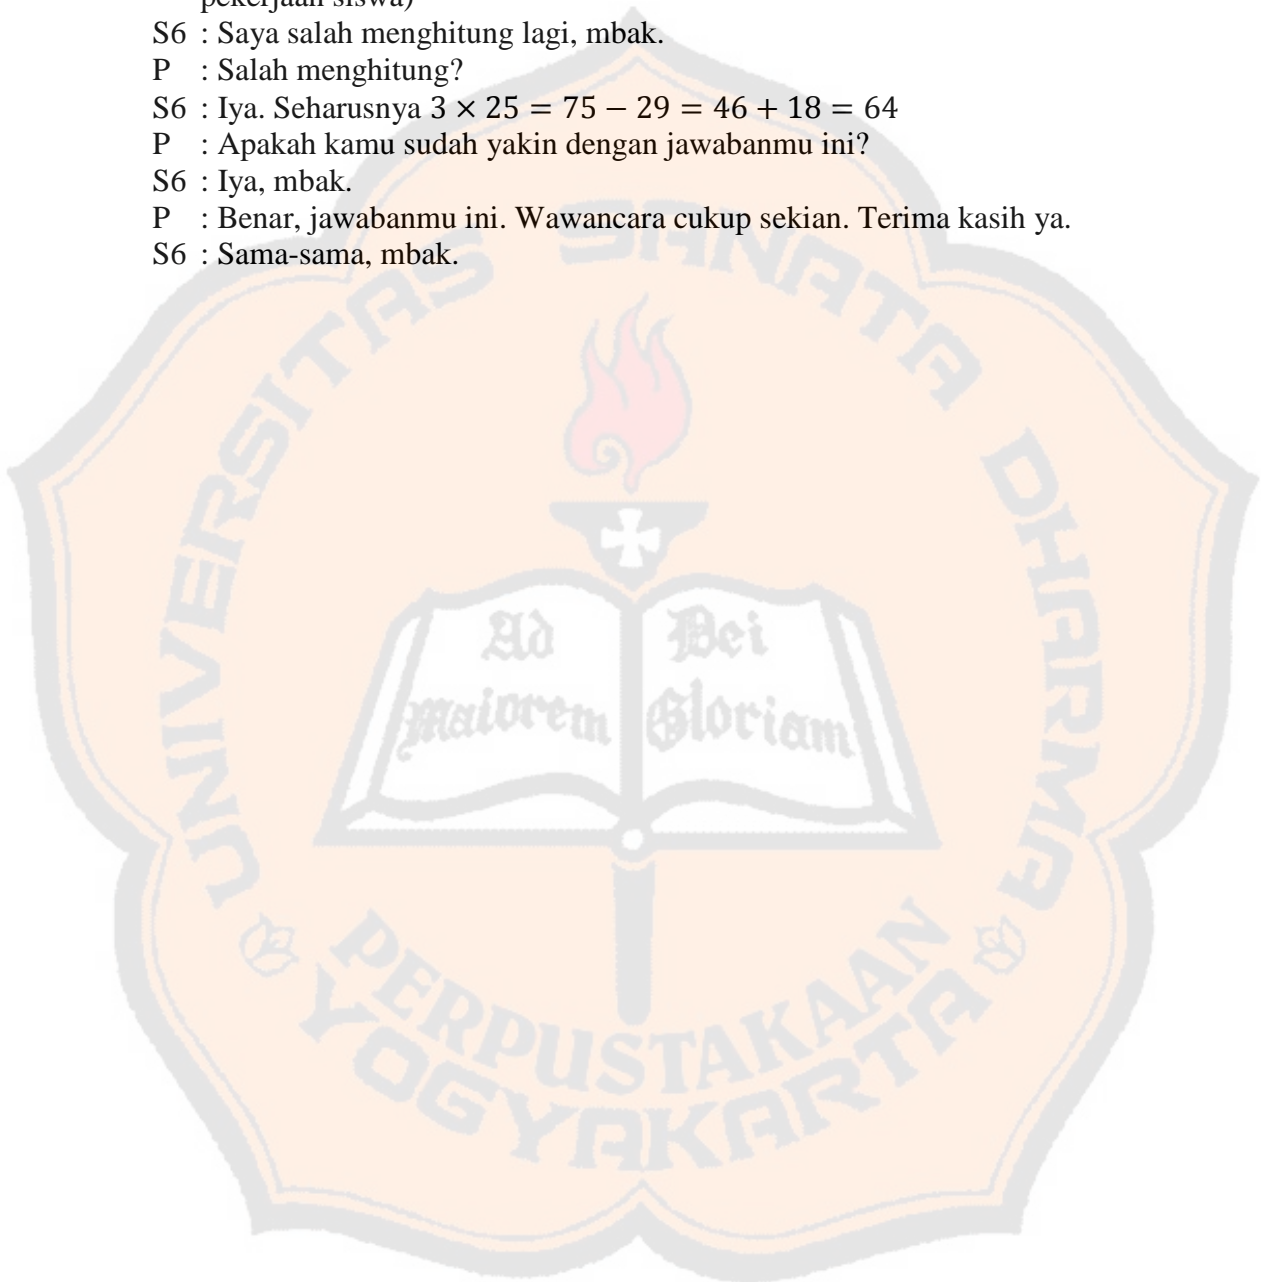 pekerjaan siswa)
S6 : Saya salah menghitung lagi, mbak.
P : Salah menghitung?
S6 : Iya. Seharusnya 3 × 25 = 75 − 29 = 46 + 18 = 64
P : Apakah kamu sudah yakin dengan jawabanmu ini?
S6 : Iya, mbak.
P : Benar, jawabanmu ini. Wawancara cukup sekian. Terima kasih ya.
S6 : Sama-sama, mbak.
UNIVERSITAS SANATA DHARMA
Ad Dei
maiorem Gloriam
PERPUSTAKAAN
YOGYAKARTA